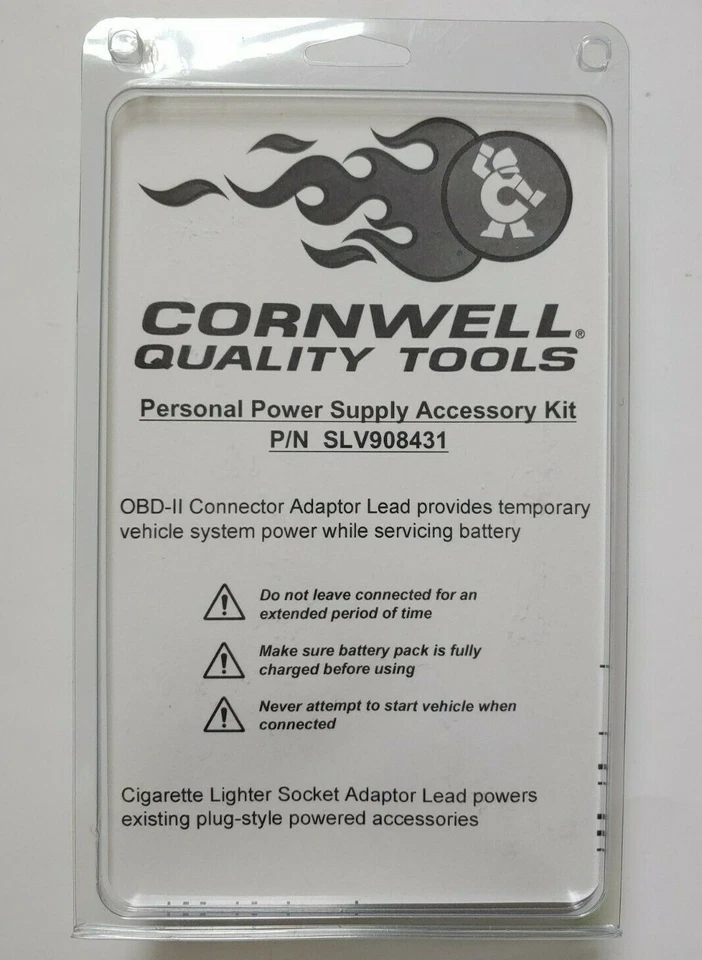 CORNWELL®
QUALITY TOOLS
Personal Power Supply Accessory Kit
P/N SLV908431
OBD-II Connector Adaptor Lead provides temporary
vehicle system power while servicing battery
Do not leave connected for an
extended period of time
Make sure battery pack is fully
charged before using
Never attempt to start vehicle when
connected
Cigarette Lighter Socket Adaptor Lead powers
existing plug-style powered accessories